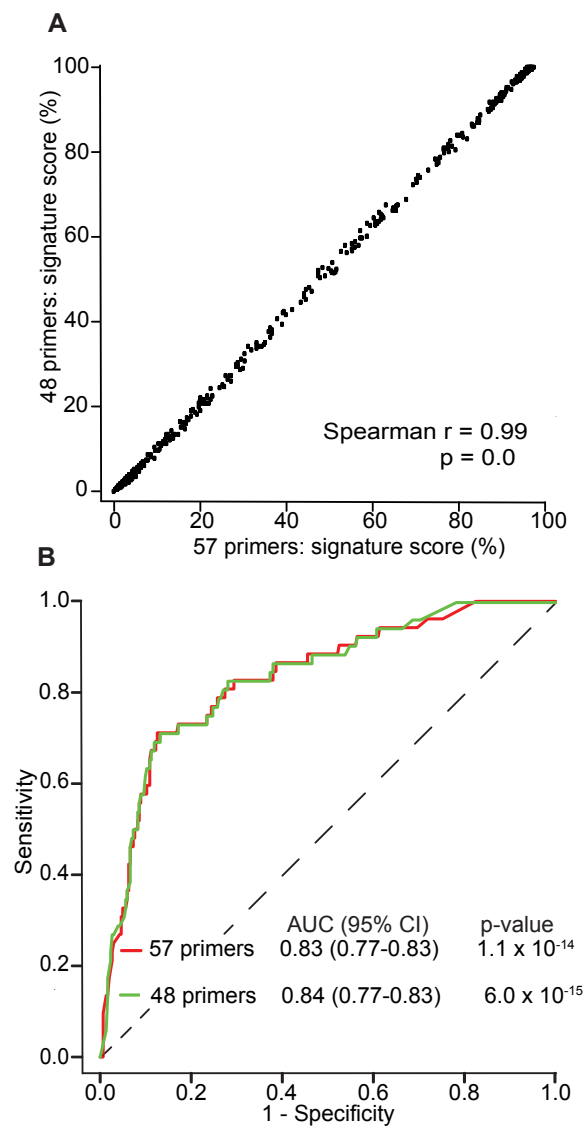 A
100
80
60
40
20
0
48 primers: signature score (%)
Spearman r = 0.99
p = 0.0
0 20 40 60 80 100
57 primers: signature score (%)
B
1.0
0.8
0.6
0.4
0.2
0.0
Sensitivity
AUC (95% CI) p-value
57 primers 0.83 (0.77-0.83) 1.1 x 10⁻¹⁴
48 primers 0.84 (0.77-0.83) 6.0 x 10⁻¹⁵
0.0 0.2 0.4 0.6 0.8 1.0
1 - Specificity